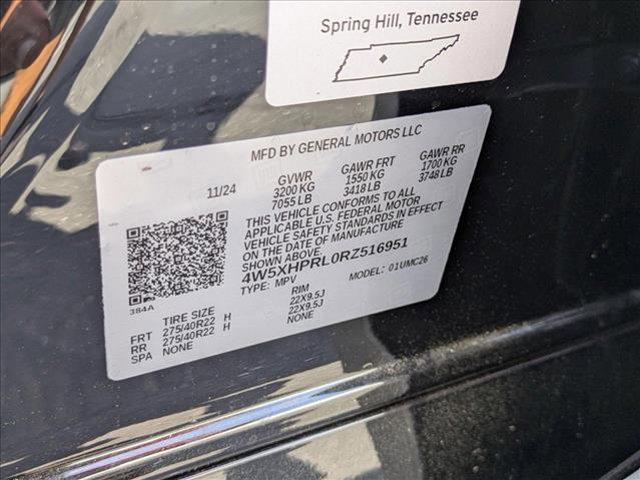 Spring Hill, Tennessee
MFD BY GENERAL MOTORS LLC
11/24 GVWR GAWR FRT GAWR RR
3200 KG 1550 KG 1700 KG
7055 LB 3418 LB 3748 LB
THIS VEHICLE CONFORMS TO ALL
APPLICABLE U.S. FEDERAL MOTOR
VEHICLE SAFETY STANDARDS IN EFFECT
ON THE DATE OF MANUFACTURE
SHOWN ABOVE
4W5XHPRL0RZ516951
TYPE: MPV MODEL: 01UMC26
384A
TIRE SIZE RIM
FRT 275/40R22 H 22X9.5J
RR 275/40R22 H 22X9.5J
SPA NONE NONE